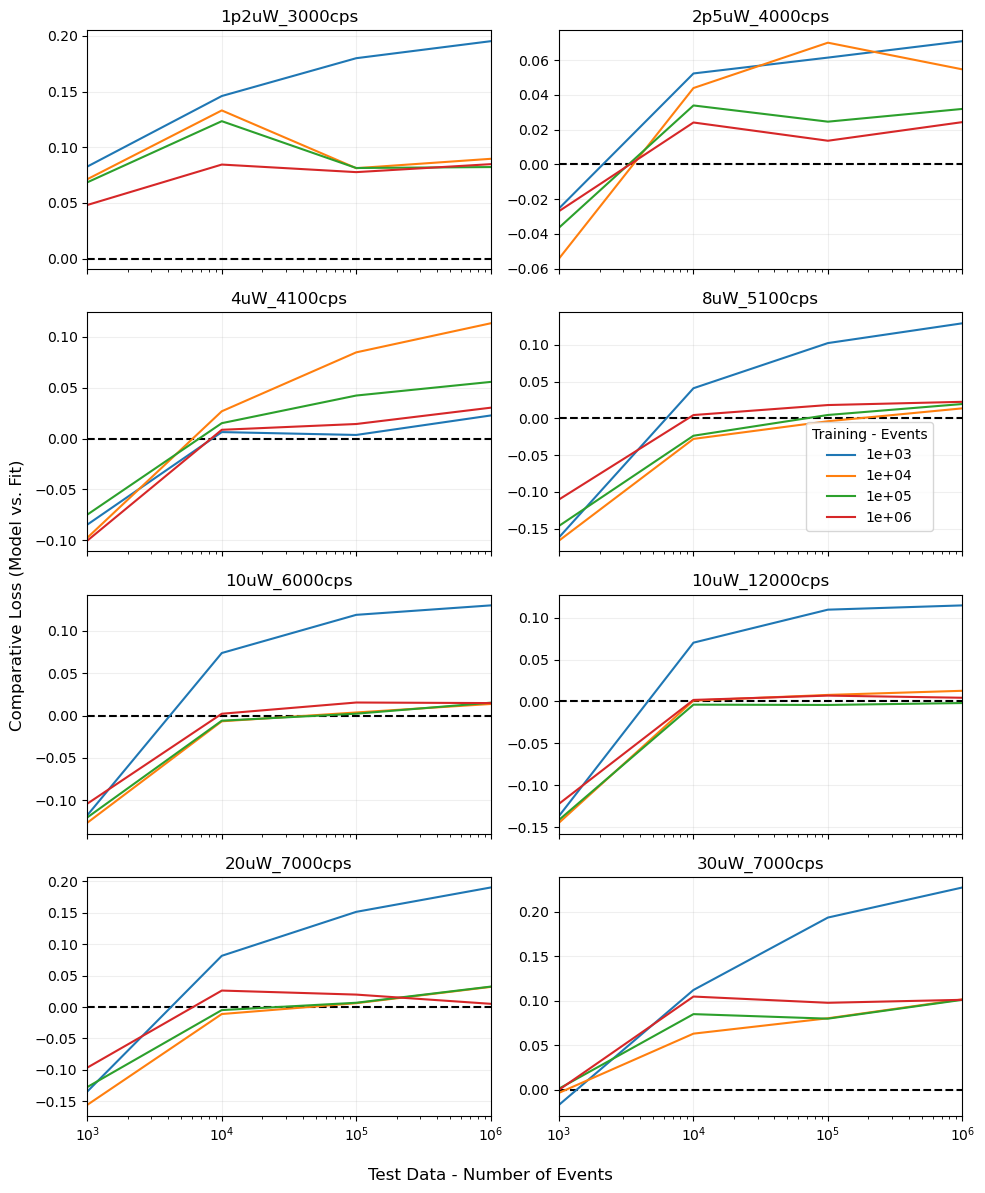 1p2uW_3000cps
0.20
0.15
0.10
0.05
0.00
2p5uW_4000cps
0.06
0.04
0.02
0.00
−0.02
−0.04
−0.06
4uW_4100cps
0.10
0.05
0.00
−0.05
−0.10
8uW_5100cps
0.10
0.05
0.00
−0.05
−0.10
−0.15
Training - Events
1e+03
1e+04
1e+05
1e+06
Comparative Loss (Model vs. Fit)
10uW_6000cps
0.10
0.05
0.00
−0.05
−0.10
10uW_12000cps
0.10
0.05
0.00
−0.05
−0.10
−0.15
20uW_7000cps
0.20
0.15
0.10
0.05
0.00
−0.05
−0.10
−0.15
10³ 10⁴ 10⁵ 10⁶
30uW_7000cps
0.20
0.15
0.10
0.05
0.00
10³ 10⁴ 10⁵ 10⁶
Test Data - Number of Events